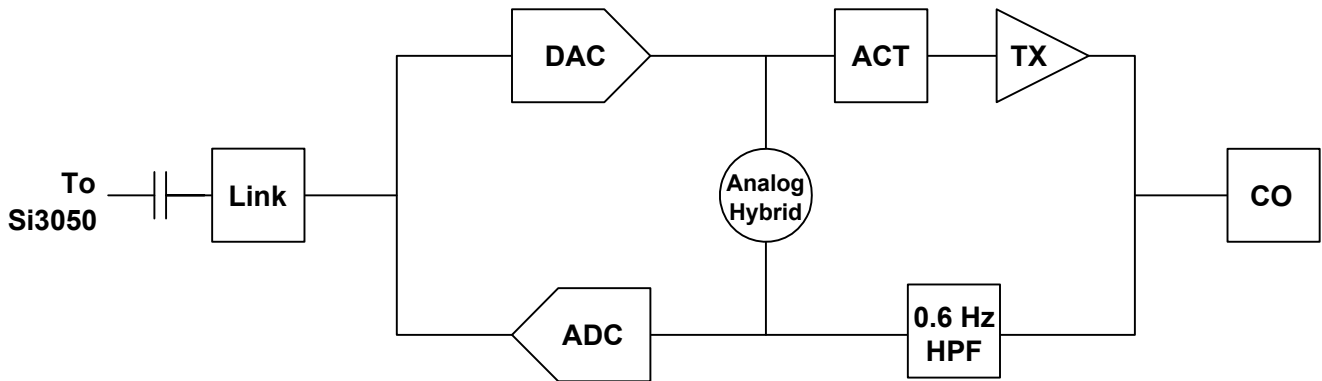 DAC
ACT
TX
To
Si3050
Link
Analog
Hybrid
CO
ADC
0.6 Hz
HPF